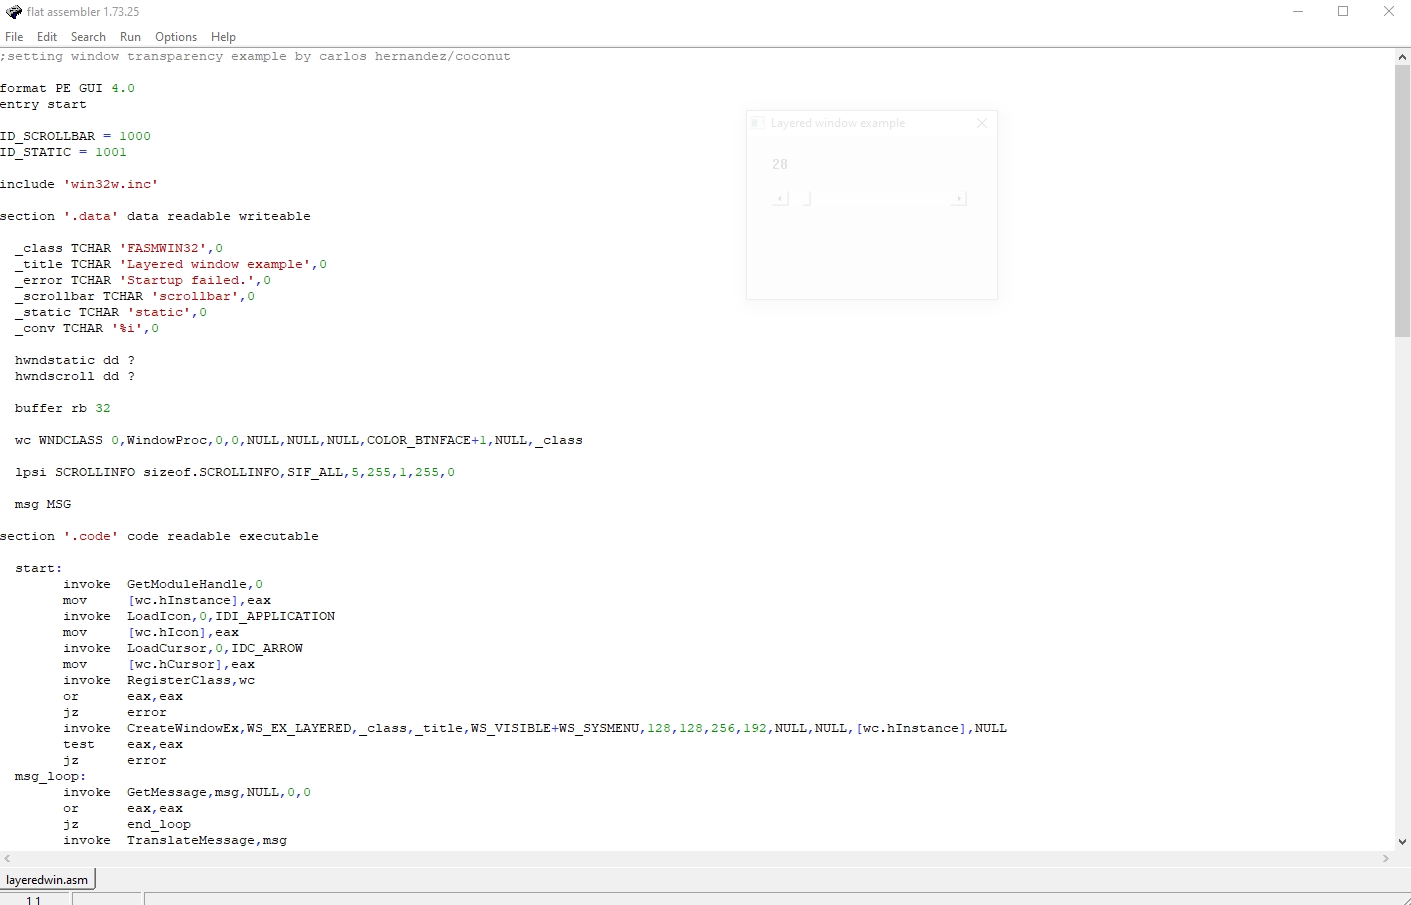 flat assembler 1.73.25
File Edit Search Run Options Help
;setting window transparency example by carlos hernandez/coconut
format PE GUI 4.0
entry start
ID_SCROLLBAR = 1000
ID_STATIC = 1001
include 'win32w.inc'
section '.data' data readable writeable
_class TCHAR 'FASMWIN32',0
_title TCHAR 'Layered window example',0
_error TCHAR 'Startup failed.',0
_scrollbar TCHAR 'scrollbar',0
_static TCHAR 'static',0
_conv TCHAR '%i',0
hwndstatic dd ?
hwndscroll dd ?
buffer rb 32
wc WNDCLASS 0,WindowProc,0,0,NULL,NULL,NULL,COLOR_BTNFACE+1,NULL,_class
lpsi SCROLLINFO sizeof.SCROLLINFO,SIF_ALL,5,255,1,255,0
msg MSG
section '.code' code readable executable
start:
invoke GetModuleHandle,0
mov [wc.hInstance],eax
invoke LoadIcon,0,IDI_APPLICATION
mov [wc.hIcon],eax
invoke LoadCursor,0,IDC_ARROW
mov [wc.hCursor],eax
invoke RegisterClass,wc
or eax,eax
jz error
invoke CreateWindowEx,WS_EX_LAYERED,_class,_title,WS_VISIBLE+WS_SYSMENU,128,128,256,192,NULL,NULL,[wc.hInstance],NULL
test eax,eax
jz error
msg_loop:
invoke GetMessage,msg,NULL,0,0
or eax,eax
jz end_loop
invoke TranslateMessage,msg
Layered window example
28
layeredwin.asm